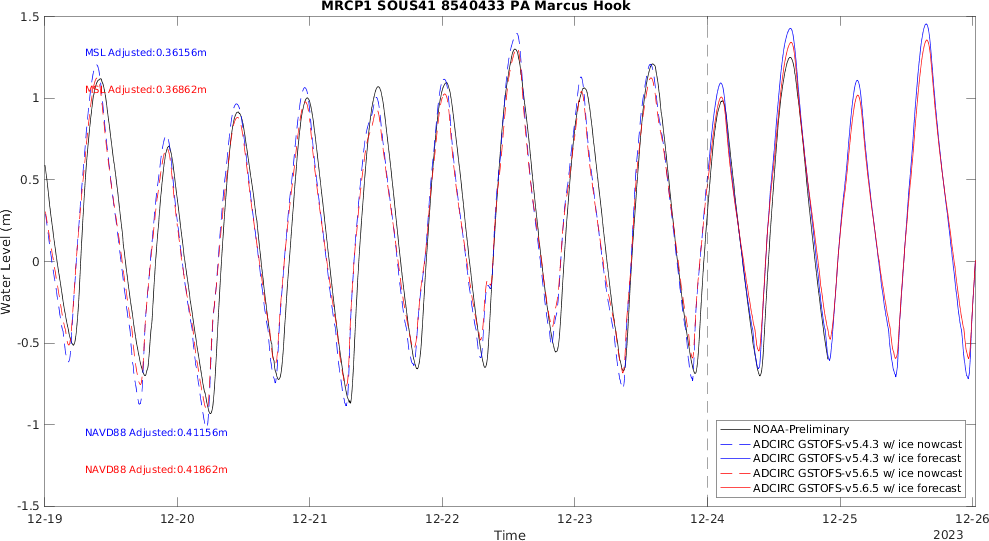 MRCP1 SOUS41 8540433 PA Marcus Hook
1.5
1
0.5
0
-0.5
-1
-1.5
Water Level (m)
MSL Adjusted:0.36156m
MSL Adjusted:0.36862m
NAVD88 Adjusted:0.41156m
NAVD88 Adjusted:0.41862m
NOAA-Preliminary
ADCIRC GSTOFS-v5.4.3 w/ ice nowcast
ADCIRC GSTOFS-v5.4.3 w/ ice forecast
ADCIRC GSTOFS-v5.6.5 w/ ice nowcast
ADCIRC GSTOFS-v5.6.5 w/ ice forecast
12-19 12-20 12-21 12-22 12-23 12-24 12-25 12-26
Time
2023